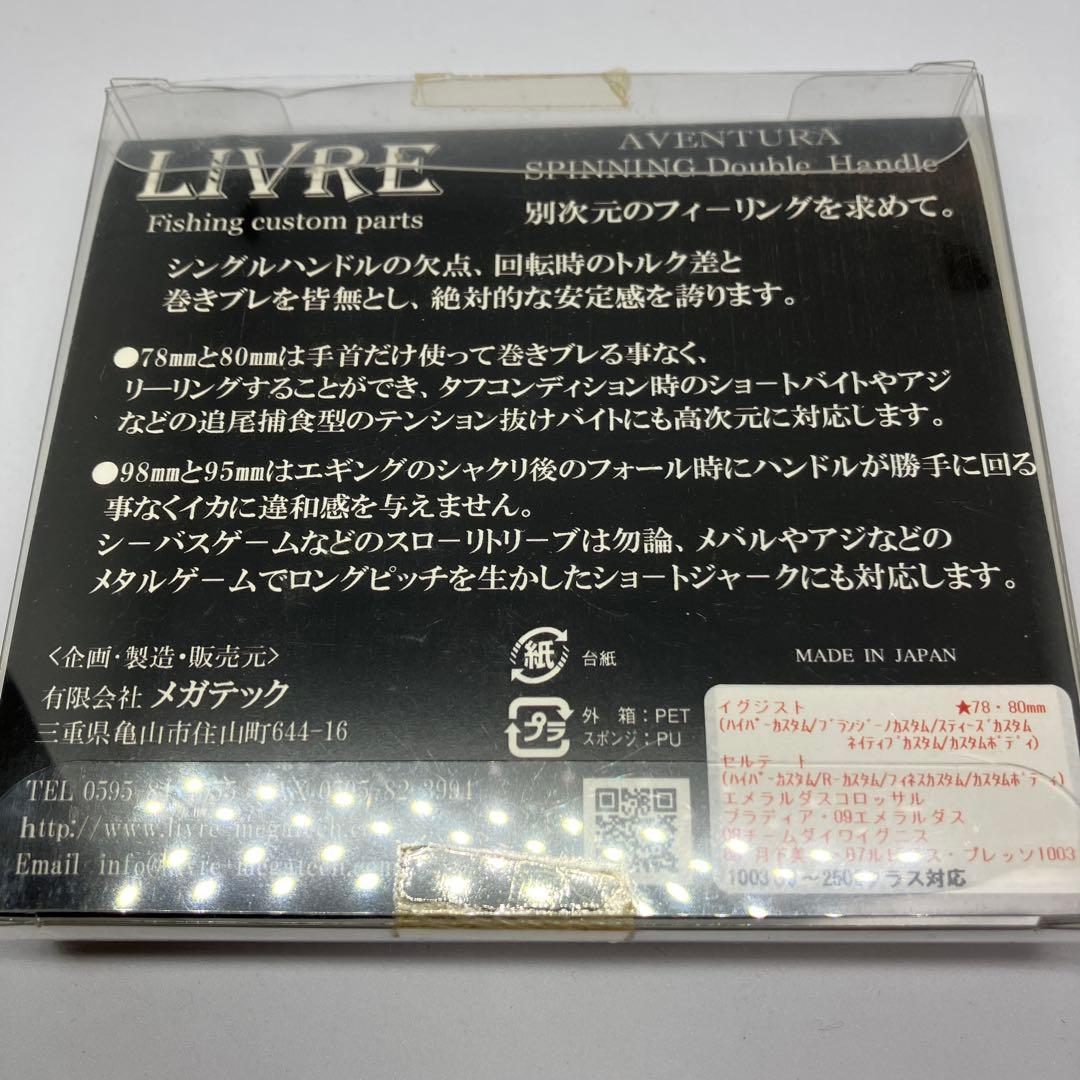 LIVRE
Fishing custom parts
AVENTURA
SPINNING Double Handle
別次元のフィーリングを求めて。
シングルハンドルの欠点、回転時のトルク差と
巻きブレを皆無とし、絶対的な安定感を誇ります。
●78mmと80mmは手首だけ使って巻きブレる事なく、
リーリングすることができ、タフコンディション時のショートバイトやアジ
などの追尾捕食型のテンション抜けバイトにも高次元に対応します。
●98mmと95mmはエギングのシャクリ後のフォール時にハンドルが勝手に回る
事なくイカに違和感を与えません。
シーバスゲームなどのスローリトリーブは勿論、メバルやアジなどの
メタルゲームでロングピッチを生かしたショートジャークにも対応します。
<企画・製造・販売元>
有限会社 メガテック
三重県亀山市住山町644-16
TEL 0595
82-3991
http://www.livre-megatech.
Email info@livre-megatech.com
紙 台紙
プラ 外 箱:PET
スポンジ:PU
MADE IN JAPAN
イグジスト ★78・80mm
(ハイパーカスタム/ブランジーノカスタム/スティーズカスタム
ネイティブカスタム/カスタムボディ)
セルテート
(ハイパーカスタム/R-カスタム/フィネスカスタム/カスタムボディ)
エメラルダスコロッサル
ブラディア・09エメラルダス
チームダイワイグニス
月下美 07ル ス・プレッソ1003
1003 ～250 クラス対応